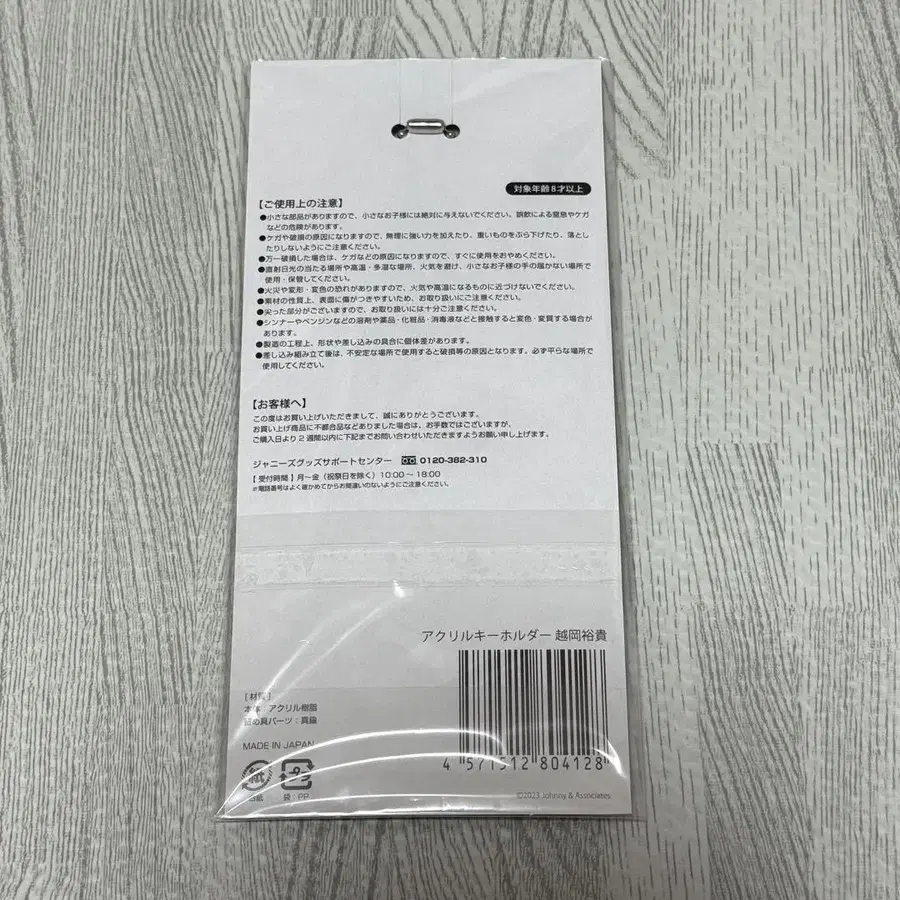 対象年齢8才以上
【ご使用上の注意】
●小さな部品がありますので、小さなお子様には絶対に与えないでください。誤飲による窒息やケガ
などの危険があります。
●ケガや破損の原因になりますので、無理に強い力を加えたり、重いものをぶら下げたり、落とし
たりしないようにご注意ください。
●万一破損した場合は、ケガなどの原因になりますので、すぐに使用をおやめください。
●直射日光の当たる場所や高温・多湿な場所、火気を避け、小さなお子様の手の届かない場所で
使用・保管してください。
●火災や変形・変色の恐れがありますので、火気や高温になるものに近づけないでください。
●素材の性質上、表面に傷がつきやすいため、お取り扱いにご注意ください。
●尖った部分がございますので、お取り扱いには十分ご注意ください。
●シンナーやベンジンなどの溶剤や薬品・化粧品・消毒液などと接触すると変色・変質する場合が
あります。
●製造の工程上、形状や差し込みの具合に個体差があります。
●差し込み組み立て後は、不安定な場所で使用すると破損等の原因となります。必ず平らな場所で
使用してください。
【お客様へ】
この度はお買い上げいただきまして、誠にありがとうございます。
お買い上げ商品に不都合品などありました場合は、お手数ではございますが、
ご購入日より2週間以内に下記までお問い合わせいただきますようお願い申し上げます。
ジャニーズグッズサポートセンター 0120-382-310
【受付時間】月〜金(祝祭日を除く)10:00〜18:00
※電話番号はよく確かめてからお間違いのないようにご注意ください。
アクリルキーホルダー 越岡裕貴
[材質]
本体:アクリル樹脂
留め具パーツ:真鍮
MADE IN JAPAN
4 571512 804128
紙 プラ
台紙 袋:PP
©2023 Johnny & Associates